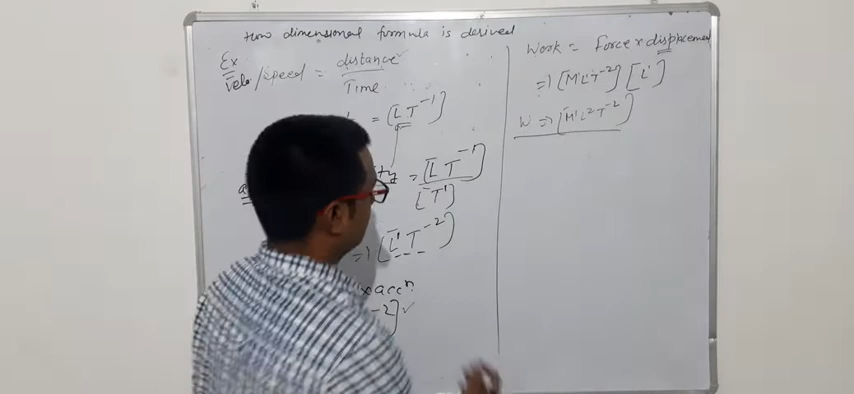 How dimensional formula is derived
Ex
Velo/speed = distance
Time
= [L T⁻¹]
= [L T⁻¹]
[T¹]
=> [L¹ T⁻²]
x accⁿ
⁻²]
Work = Force x displacement
=> [M¹L¹T⁻²] [L¹]
W => [M¹L²T⁻²]